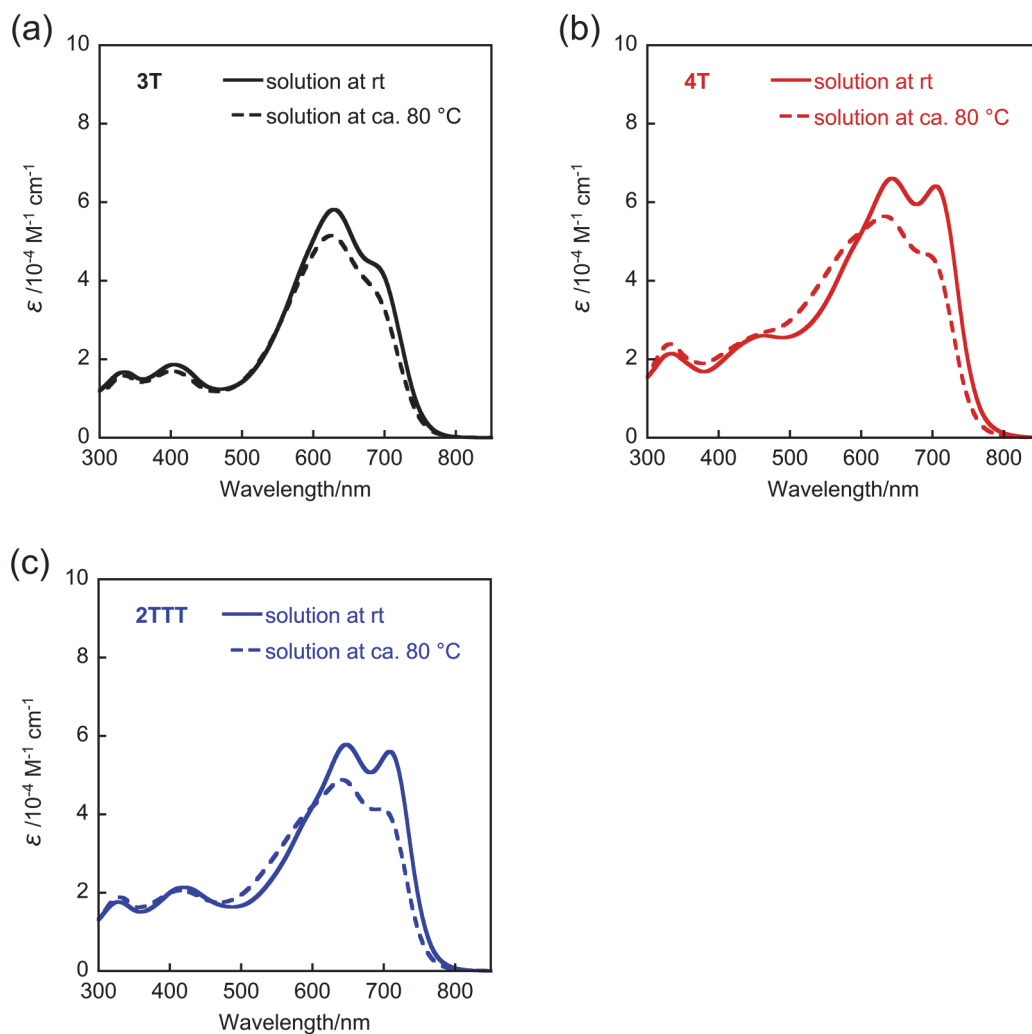 (a)
3T
solution at rt
solution at ca. 80 °C
10
8
6
4
2
0
ε /10⁻⁴ M⁻¹ cm⁻¹
300 400 500 600 700 800
Wavelength/nm
(b)
4T
solution at rt
solution at ca. 80 °C
10
8
6
4
2
0
ε /10⁻⁴ M⁻¹ cm⁻¹
300 400 500 600 700 800
Wavelength/nm
(c)
2TTT
solution at rt
solution at ca. 80 °C
10
8
6
4
2
0
ε /10⁻⁴ M⁻¹ cm⁻¹
300 400 500 600 700 800
Wavelength/nm